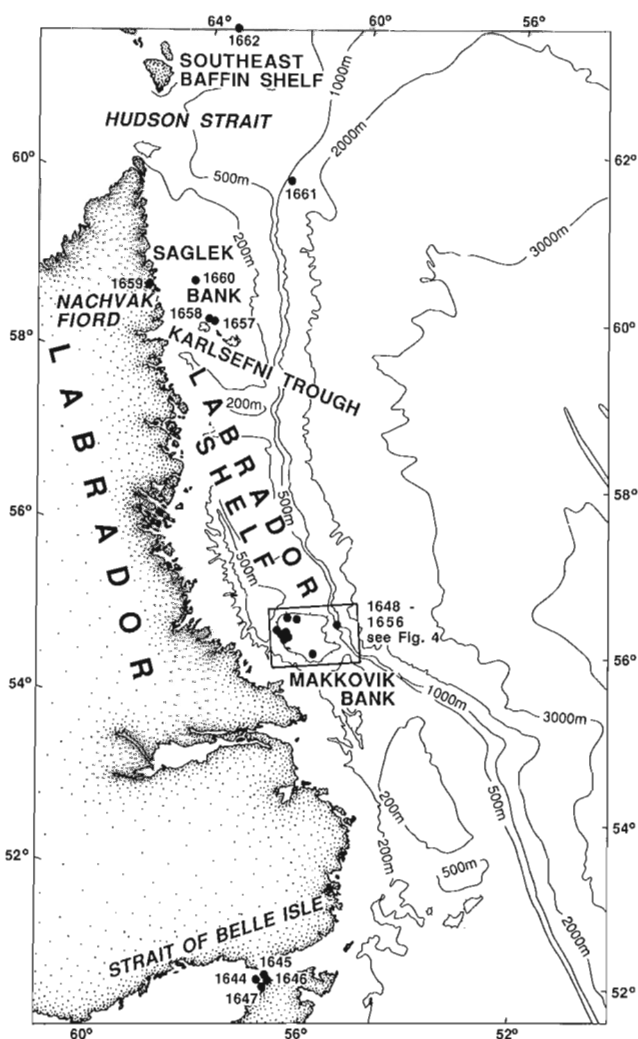 64°
60°
56°
1662
SOUTHEAST
BAFFIN SHELF
1000m
2000m
HUDSON STRAIT
60°
62°
500m
1661
3000m
200m
SAGLEK
1660
BANK
1659
NACHVAK
FIORD
1658
1657
60°
58°
KARLSEFNI TROUGH
LABRADOR
200m
LABRADOR
SHELF
500m
58°
56°
500m
1648 -
1656
see Fig. 4
56°
MAKKOVIK
BANK
54°
1000m
3000m
200m
500m
54°
200m
52°
500m
2000m
STRAIT OF BELLE ISLE
1645
1644
1646
1647
52°
60°
56°
52°